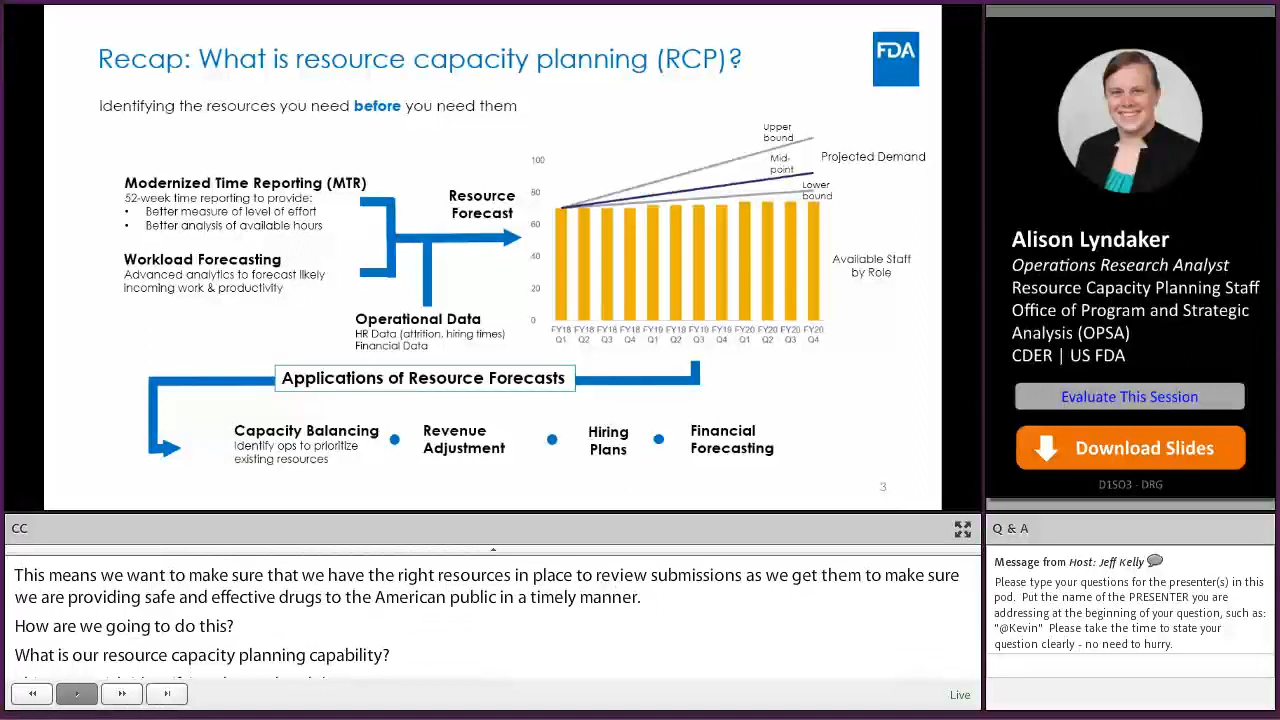 Recap: What is resource capacity planning (RCP)?
FDA
Identifying the resources you need before you need them
Modernized Time Reporting (MTR)
52-week time reporting to provide:
• Better measure of level of effort
• Better analysis of available hours
Workload Forecasting
Advanced analytics to forecast likely
incoming work & productivity
Resource
Forecast
Operational Data
HR Data (attrition, hiring times)
Financial Data
100
80
60
40
20
0
Upper
bound
Mid-
point
Lower
bound
Projected Demand
Available Staff
by Role
FY18 FY18 FY18 FY18 FY19 FY19 FY19 FY19 FY20 FY20 FY20 FY20
Q1 Q2 Q3 Q4 Q1 Q2 Q3 Q4 Q1 Q2 Q3 Q4
Applications of Resource Forecasts
Capacity Balancing
Identify ops to prioritize
existing resources
Revenue
Adjustment
Hiring
Plans
Financial
Forecasting
3
Alison Lyndaker
Operations Research Analyst
Resource Capacity Planning Staff
Office of Program and Strategic
Analysis (OPSA)
CDER | US FDA
Evaluate This Session
Download Slides
D1S03 - DRG
CC
This means we want to make sure that we have the right resources in place to review submissions as we get them to make sure
we are providing safe and effective drugs to the American public in a timely manner.
How are we going to do this?
What is our resource capacity planning capability?
Live
Q & A
Message from Host: Jeff Kelly
Please type your questions for the presenter(s) in this
pod. Put the name of the PRESENTER you are
addressing at the beginning of your question, such as:
"@Kevin" Please take the time to state your
question clearly - no need to hurry.